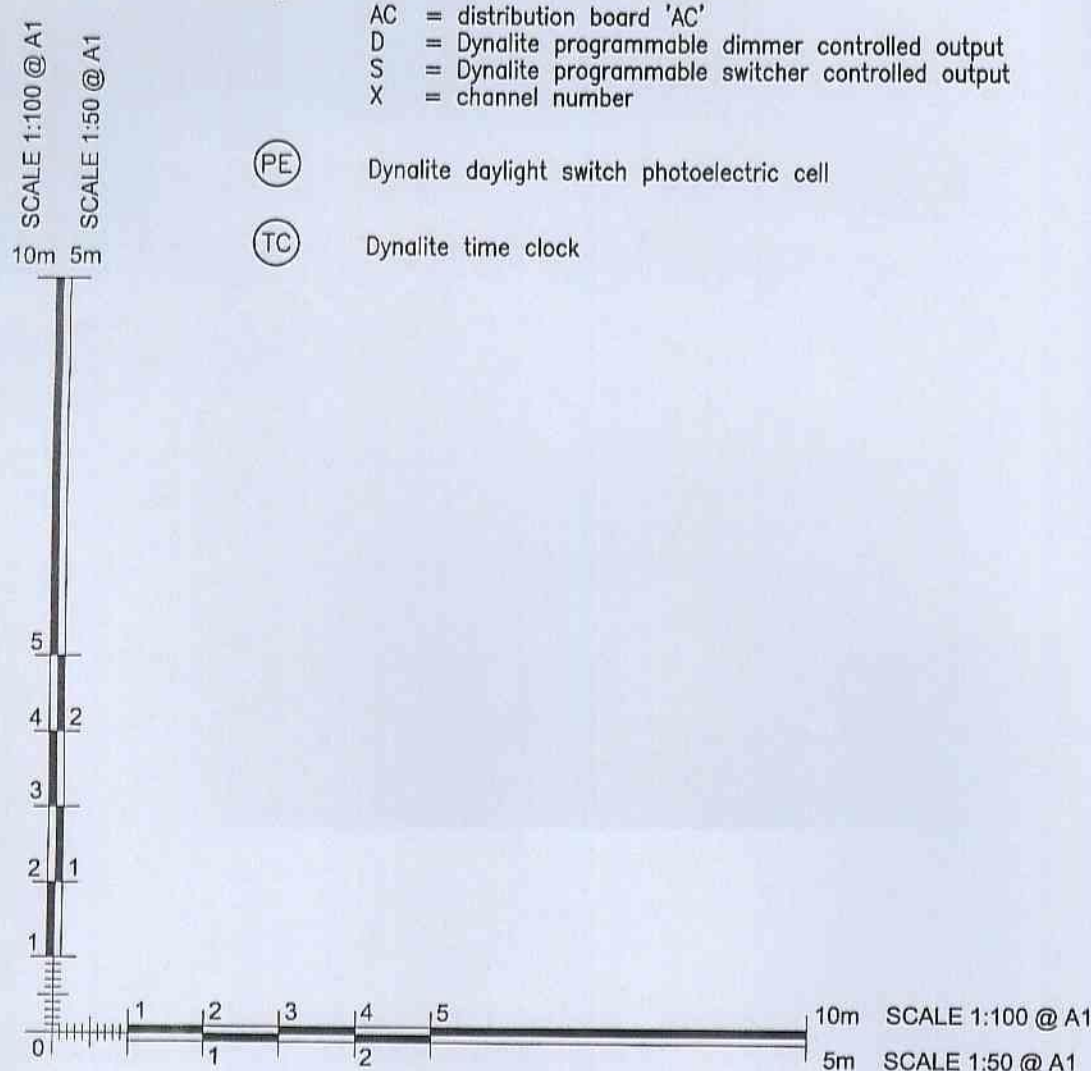 AC = distribution board 'AC'
D = Dynalite programmable dimmer controlled output
S = Dynalite programmable switcher controlled output
X = channel number
PE Dynalite daylight switch photoelectric cell
TC Dynalite time clock
SCALE 1:100 @ A1
SCALE 1:50 @ A1
10m 5m
5
4 2
3
2 1
1
0
1 2 3 4 5 10m SCALE 1:100 @ A1
1 2 5m SCALE 1:50 @ A1